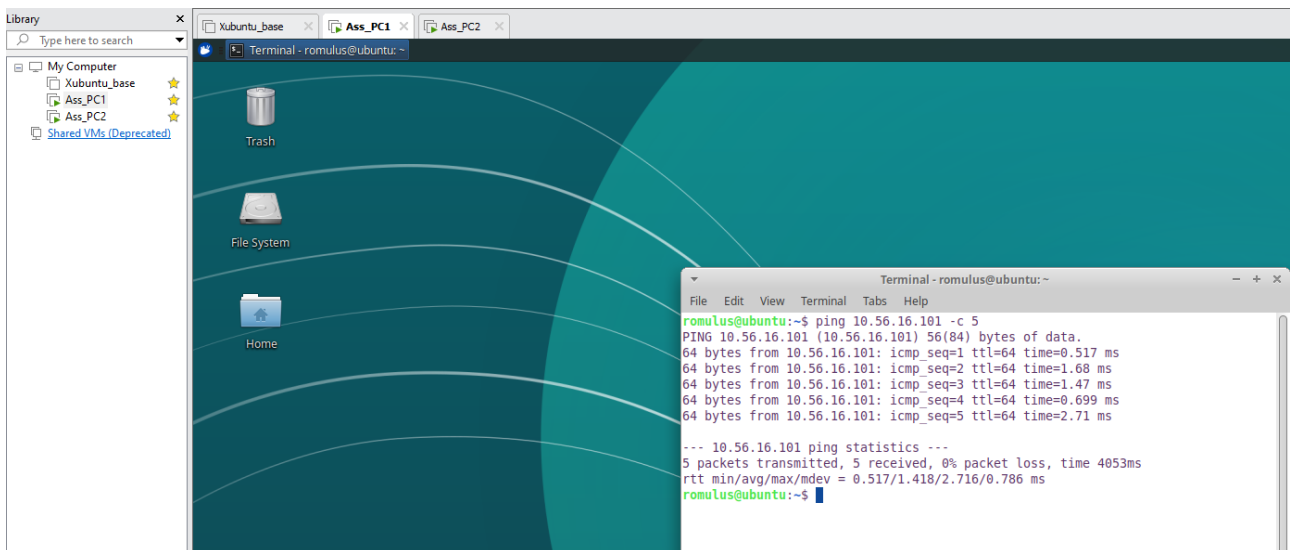 Library
Type here to search
My Computer
Xubuntu_base
Ass_PC1
Ass_PC2
Shared VMs (Deprecated)
Xubuntu_base
Ass_PC1
Ass_PC2
Terminal - romulus@ubuntu: ~
Trash
File System
Home
Terminal - romulus@ubuntu: ~
File Edit View Terminal Tabs Help
romulus@ubuntu:~$ ping 10.56.16.101 -c 5
PING 10.56.16.101 (10.56.16.101) 56(84) bytes of data.
64 bytes from 10.56.16.101: icmp_seq=1 ttl=64 time=0.517 ms
64 bytes from 10.56.16.101: icmp_seq=2 ttl=64 time=1.68 ms
64 bytes from 10.56.16.101: icmp_seq=3 ttl=64 time=1.47 ms
64 bytes from 10.56.16.101: icmp_seq=4 ttl=64 time=0.699 ms
64 bytes from 10.56.16.101: icmp_seq=5 ttl=64 time=2.71 ms
--- 10.56.16.101 ping statistics ---
5 packets transmitted, 5 received, 0% packet loss, time 4053ms
rtt min/avg/max/mdev = 0.517/1.418/2.716/0.786 ms
romulus@ubuntu:~$